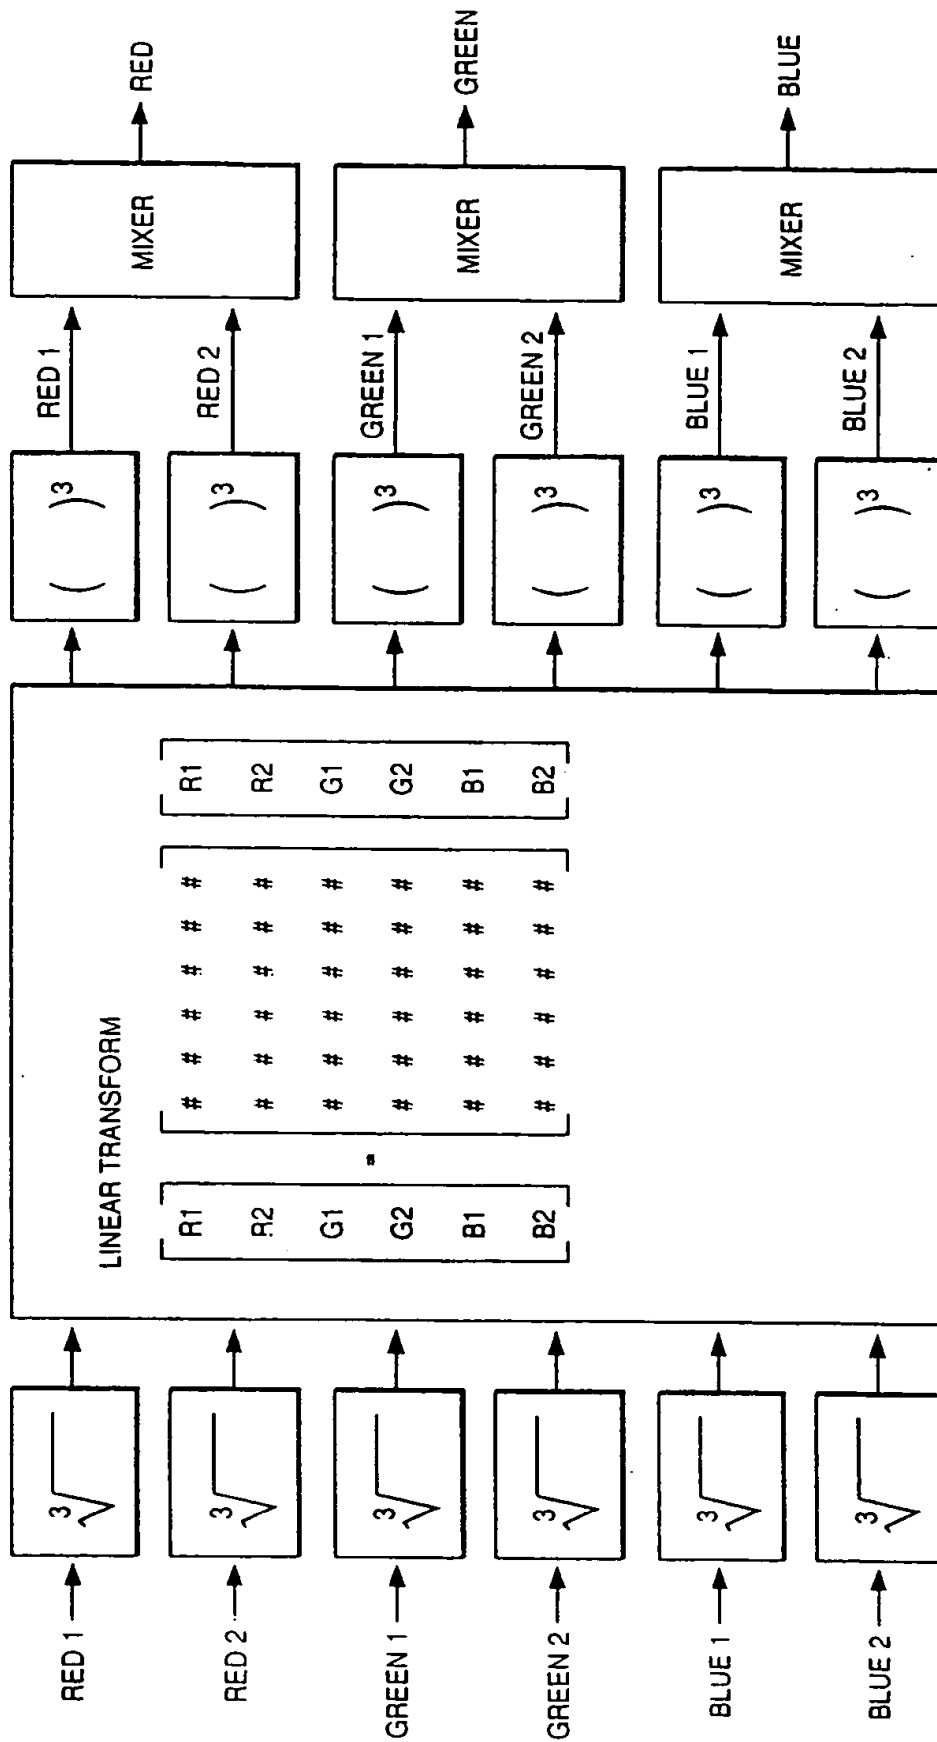 RED 1
RED 2
GREEN 1
GREEN 2
BLUE 1
BLUE 2
3√
3√
3√
3√
3√
3√
LINEAR TRANSFORM
R1 = # # # # # # R1
R2 # # # # # # R2
G1 # # # # # # G1
G2 # # # # # # G2
B1 # # # # # # B1
B2 # # # # # # B2
( )3
( )3
( )3
( )3
( )3
( )3
RED 1
RED 2
GREEN 1
GREEN 2
BLUE 1
BLUE 2
MIXER
MIXER
MIXER
RED
GREEN
BLUE